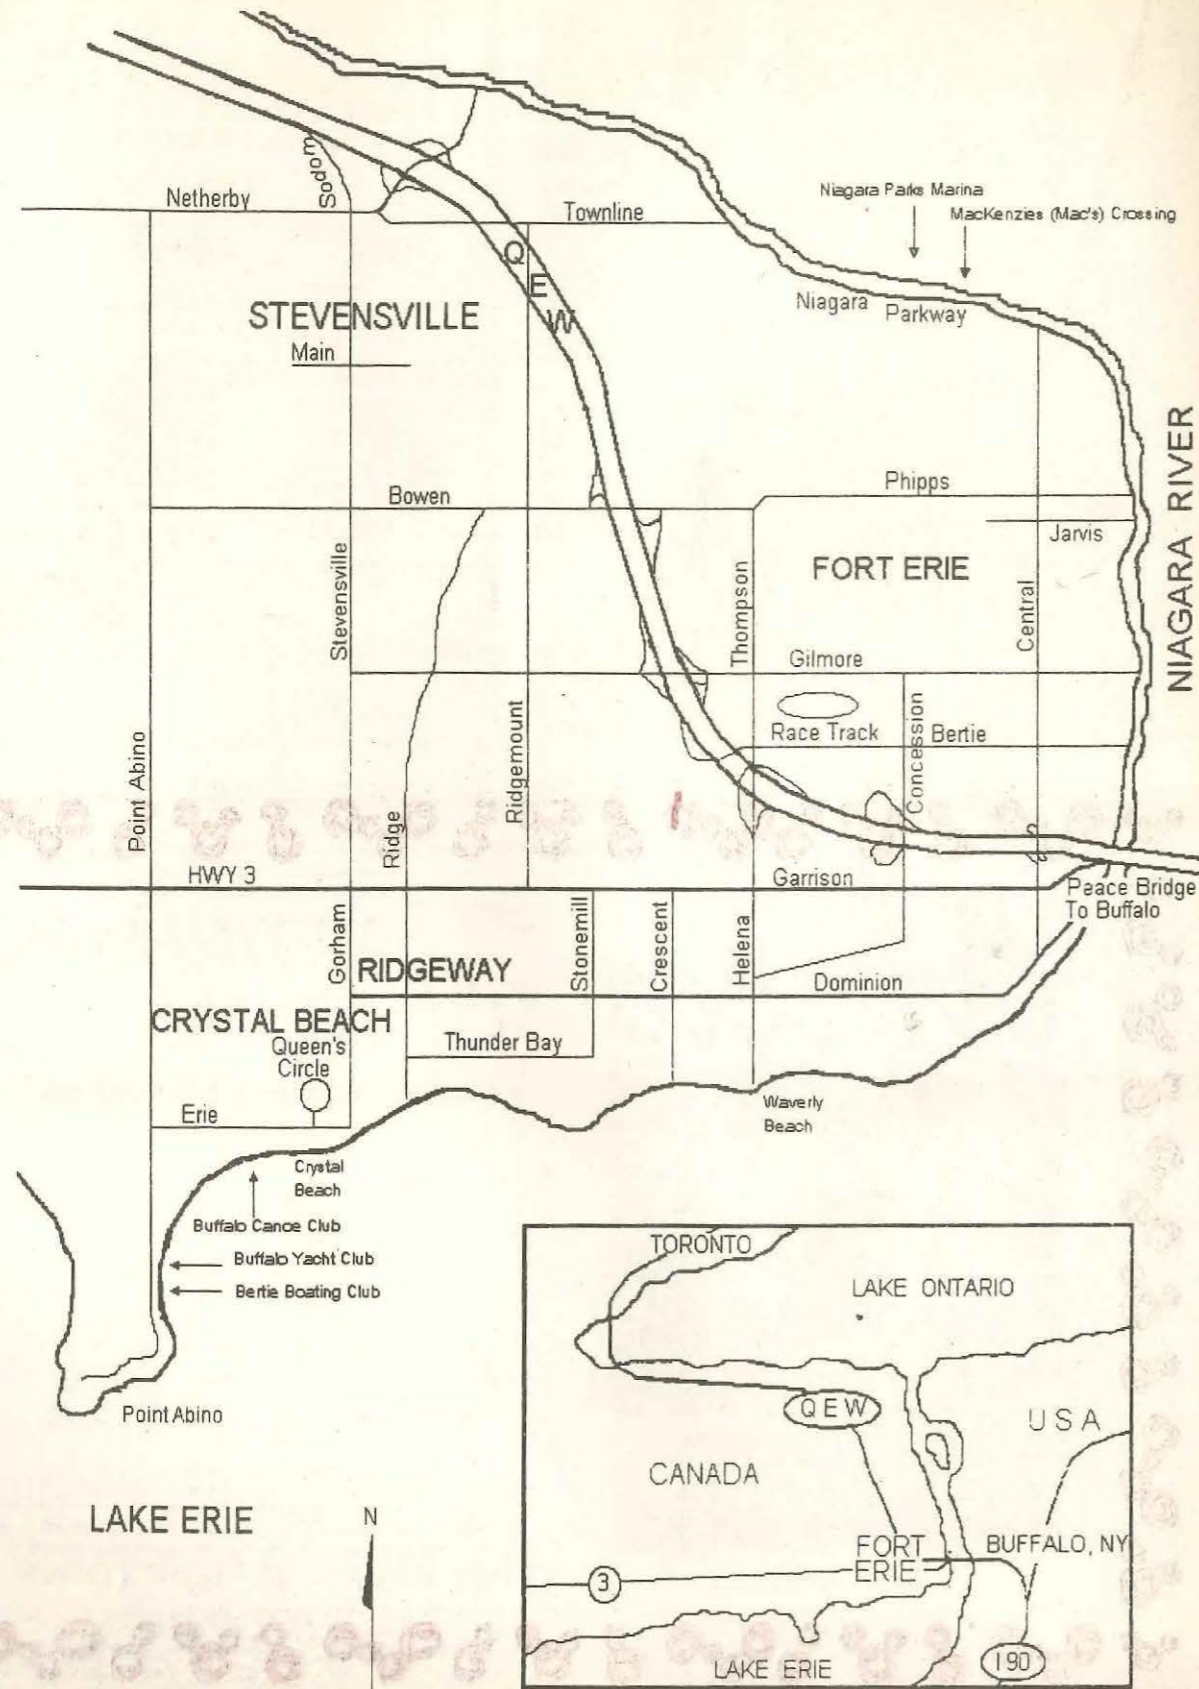 Sodom
Netherby
Townline
Niagara Parks Marina
MacKenzies (Mac's) Crossing
Niagara Parkway
Q
E
W
STEVENSVILLE
Main
NIAGARA RIVER
Bowen
Phipps
Jarvis
Stevensville
FORT ERIE
Thompson
Central
Gilmore
Point Abino
Ridgemount
Race Track
Concession
Bertie
Ridge
HWY 3
Garrison
Peace Bridge
To Buffalo
Gorham
RIDGEWAY
Stonemill
Crescent
Helena
Dominion
CRYSTAL BEACH
Queen's
Circle
Thunder Bay
Erie
Waverly
Beach
Crystal
Beach
Buffalo Canoe Club
Buffalo Yacht Club
Bertie Boating Club
Point Abino
LAKE ERIE
N
TORONTO
LAKE ONTARIO
QEW
USA
CANADA
FORT
ERIE
BUFFALO, NY
3
LAKE ERIE
190